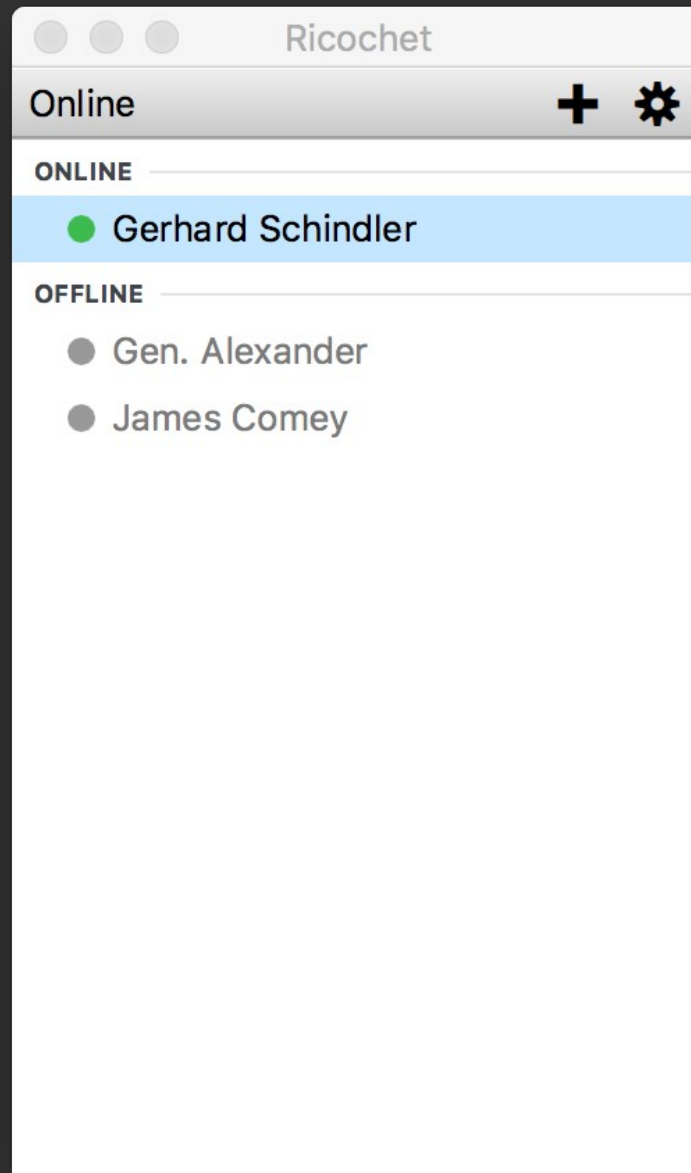 Ricochet
Online
ONLINE
Gerhard Schindler
OFFLINE
Gen. Alexander
James Comey